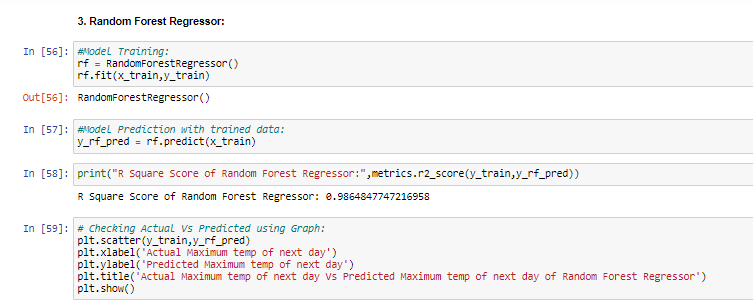 3. Random Forest Regressor:
In [56]: #Model Training:
rf = RandomForestRegressor()
rf.fit(x_train,y_train)
Out[56]: RandomForestRegressor()
In [57]: #Model Prediction with trained data:
y_rf_pred = rf.predict(x_train)
In [58]: print("R Square Score of Random Forest Regressor:",metrics.r2_score(y_train,y_rf_pred))
R Square Score of Random Forest Regressor: 0.9864847747216958
In [59]: # Checking Actual Vs Predicted using Graph:
plt.scatter(y_train,y_rf_pred)
plt.xlabel('Actual Maximum temp of next day')
plt.ylabel('Predicted Maximum temp of next day')
plt.title('Actual Maximum temp of next day Vs Predicted Maximum temp of next day of Random Forest Regressor')
plt.show()